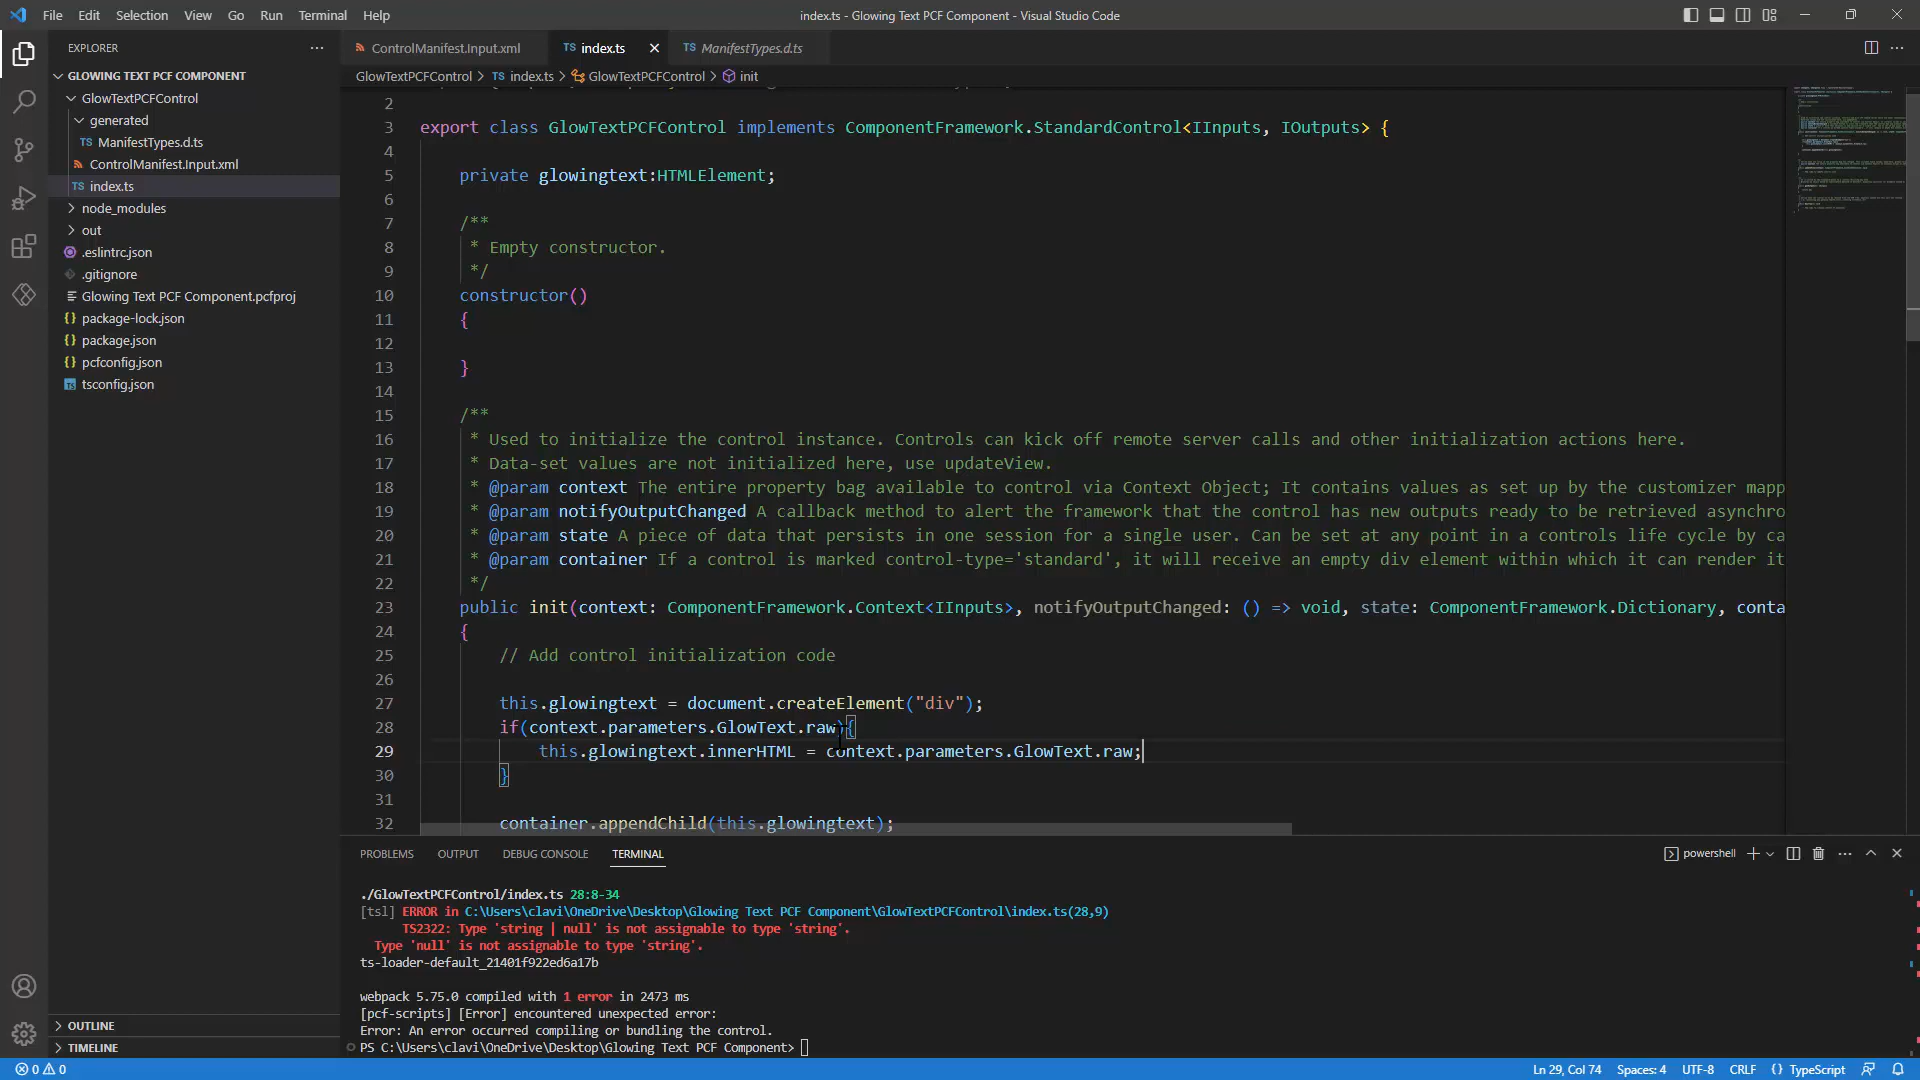 File Edit Selection View Go Run Terminal Help
index.ts - Glowing Text PCF Component - Visual Studio Code
EXPLORER
GLOWING TEXT PCF COMPONENT
GlowTextPCFControl
generated
TS ManifestTypes.d.ts
ControlManifest.Input.xml
TS index.ts
node_modules
out
.eslintrc.json
.gitignore
Glowing Text PCF Component.pcfproj
{} package-lock.json
{} package.json
{} pcfconfig.json
TS tsconfig.json
OUTLINE
TIMELINE
ControlManifest.Input.xml
TS index.ts
TS ManifestTypes.d.ts
GlowTextPCFControl > TS index.ts > GlowTextPCFControl > init
2
3 export class GlowTextPCFControl implements ComponentFramework.StandardControl<IInputs, IOutputs> {
4
5 private glowingtext:HTMLElement;
6
7 /**
8 * Empty constructor.
9 */
10 constructor()
11 {
12
13 }
14
15 /**
16 * Used to initialize the control instance. Controls can kick off remote server calls and other initialization actions here.
17 * Data-set values are not initialized here, use updateView.
18 * @param context The entire property bag available to control via Context Object; It contains values as set up by the customizer mapp
19 * @param notifyOutputChanged A callback method to alert the framework that the control has new outputs ready to be retrieved asynchro
20 * @param state A piece of data that persists in one session for a single user. Can be set at any point in a controls life cycle by ca
21 * @param container If a control is marked control-type='standard', it will receive an empty div element within which it can render it
22 */
23 public init(context: ComponentFramework.Context<IInputs>, notifyOutputChanged: () => void, state: ComponentFramework.Dictionary, conta
24 {
25 // Add control initialization code
26
27 this.glowingtext = document.createElement("div");
28 if(context.parameters.GlowText.raw){
29 this.glowingtext.innerHTML = context.parameters.GlowText.raw;
30 }
31
32 container.appendChild(this.glowingtext);
PROBLEMS OUTPUT DEBUG CONSOLE TERMINAL
powershell
./GlowTextPCFControl/index.ts 28:8-34
[tsl] ERROR in C:\Users\clavi\OneDrive\Desktop\Glowing Text PCF Component\GlowTextPCFControl\index.ts(28,9)
TS2322: Type 'string | null' is not assignable to type 'string'.
Type 'null' is not assignable to type 'string'.
ts-loader-default_21401f922ed6a17b
webpack 5.75.0 compiled with 1 error in 2473 ms
[pcf-scripts] [Error] encountered unexpected error:
Error: An error occurred compiling or bundling the control.
PS C:\Users\clavi\OneDrive\Desktop\Glowing Text PCF Component>
0 0
Ln 29, Col 74 Spaces: 4 UTF-8 CRLF {} TypeScript